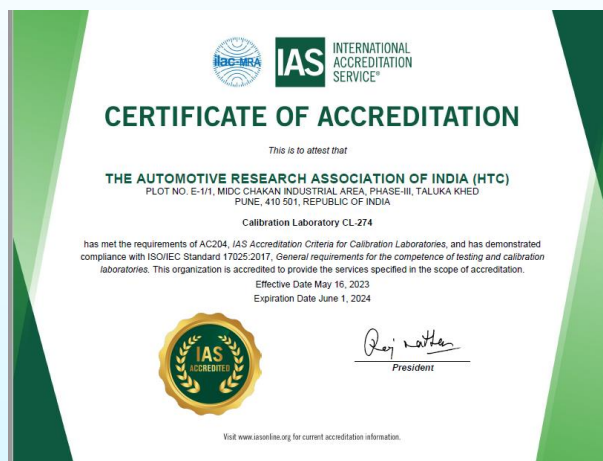 ilac-MRA
IAS
INTERNATIONAL
ACCREDITATION
SERVICE®
CERTIFICATE OF ACCREDITATION
This is to attest that
THE AUTOMOTIVE RESEARCH ASSOCIATION OF INDIA (HTC)
PLOT NO. E-1/1, MIDC CHAKAN INDUSTRIAL AREA, PHASE-III, TALUKA KHED
PUNE, 410 501, REPUBLIC OF INDIA
Calibration Laboratory CL-274
has met the requirements of AC204, IAS Accreditation Criteria for Calibration Laboratories, and has demonstrated
compliance with ISO/IEC Standard 17025:2017, General requirements for the competence of testing and calibration
laboratories. This organization is accredited to provide the services specified in the scope of accreditation.
Effective Date May 16, 2023
Expiration Date June 1, 2024
IAS
ACCREDITED
President
Visit www.iasonline.org for current accreditation information.